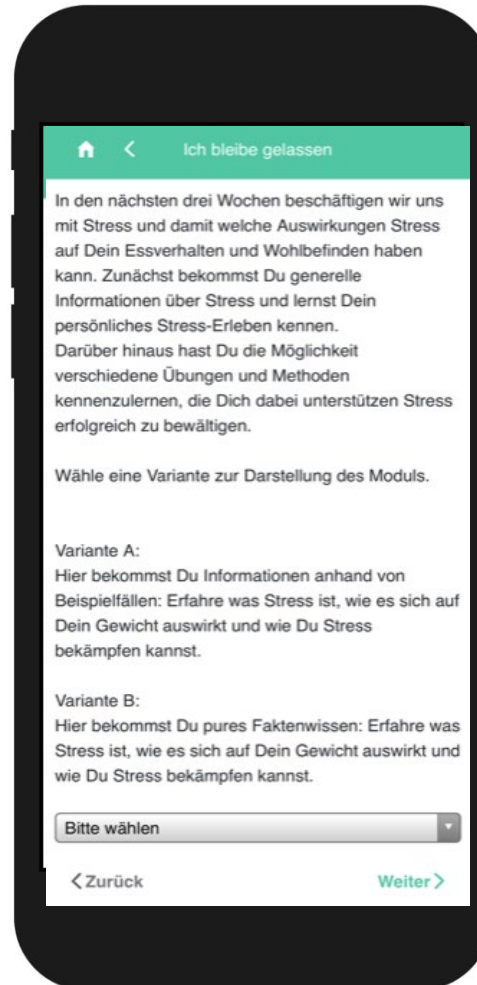 Ich bleibe gelassen
In den nächsten drei Wochen beschäftigen wir uns
mit Stress und damit welche Auswirkungen Stress
auf Dein Essverhalten und Wohlbefinden haben
kann. Zunächst bekommst Du generelle
Informationen über Stress und lernst Dein
persönliches Stress-Erleben kennen.
Darüber hinaus hast Du die Möglichkeit
verschiedene Übungen und Methoden
kennenzulernen, die Dich dabei unterstützen Stress
erfolgreich zu bewältigen.
Wähle eine Variante zur Darstellung des Moduls.
Variante A:
Hier bekommst Du Informationen anhand von
Beispielfällen: Erfahre was Stress ist, wie es sich auf
Dein Gewicht auswirkt und wie Du Stress
bekämpfen kannst.
Variante B:
Hier bekommst Du pures Faktenwissen: Erfahre was
Stress ist, wie es sich auf Dein Gewicht auswirkt und
wie Du Stress bekämpfen kannst.
Bitte wählen
Zurück Weiter